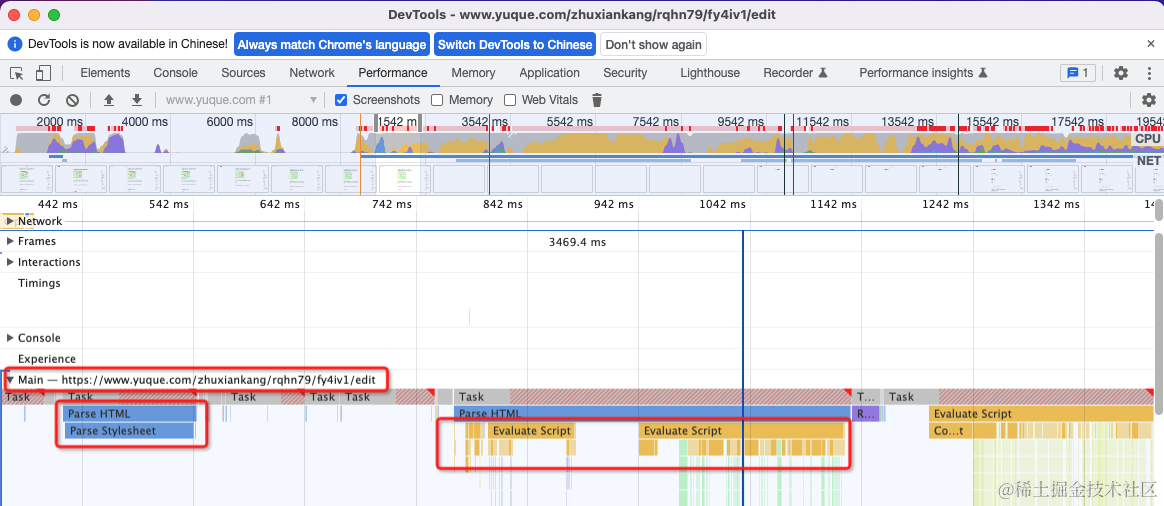 DevTools - www.yuque.com/zhuxiankang/rqhn79/fy4iv1/edit
DevTools is now available in Chinese! Always match Chrome's language Switch DevTools to Chinese Don't show again
Elements Console Sources Network Performance Memory Application Security Lighthouse Recorder Performance insights 1
www.yuque.com #1 Screenshots Memory Web Vitals
2000 ms 4000 ms 6000 ms 8000 ms 1542 m 3542 ms 5542 ms 7542 ms 9542 ms 11542 ms 13542 ms 15542 ms 17542 ms 19542
CPU
NET
442 ms 542 ms 642 ms 742 ms 842 ms 942 ms 1042 ms 1142 ms 1242 ms 1342 ms 14
Network
Frames 3469.4 ms
Interactions
Timings
Console
Experience
Main — https://www.yuque.com/zhuxiankang/rqhn79/fy4iv1/edit
Task Task Task Task Task Task T... Task
Parse HTML Parse HTML R... Evaluate Script
Parse Stylesheet Evaluate Script Evaluate Script Co...t
@稀土掘金技术社区